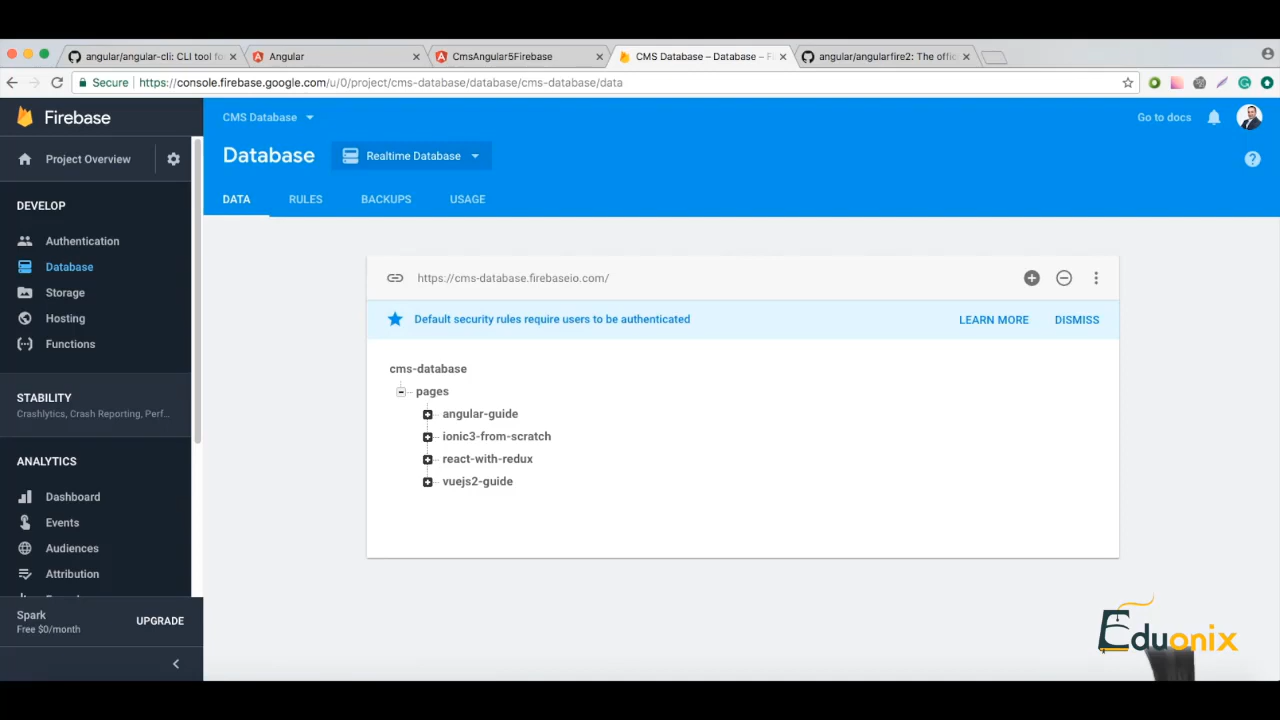 angular/angular-cli: CLI tool fo
Angular
CmsAngular5Firebase
CMS Database – Database – F
angular/angularfire2: The offic
Secure
https://console.firebase.google.com/u/0/project/cms-database/database/cms-database/data
Firebase
CMS Database
Go to docs
Project Overview
Database
Realtime Database
DATA
RULES
BACKUPS
USAGE
DEVELOP
Authentication
Database
Storage
Hosting
Functions
STABILITY
Crashlytics, Crash Reporting, Perf...
ANALYTICS
Dashboard
Events
Audiences
Attribution
Spark
Free $0/month
UPGRADE
https://cms-database.firebaseio.com/
Default security rules require users to be authenticated
LEARN MORE
DISMISS
cms-database
pages
angular-guide
ionic3-from-scratch
react-with-redux
vuejs2-guide
Eduonix